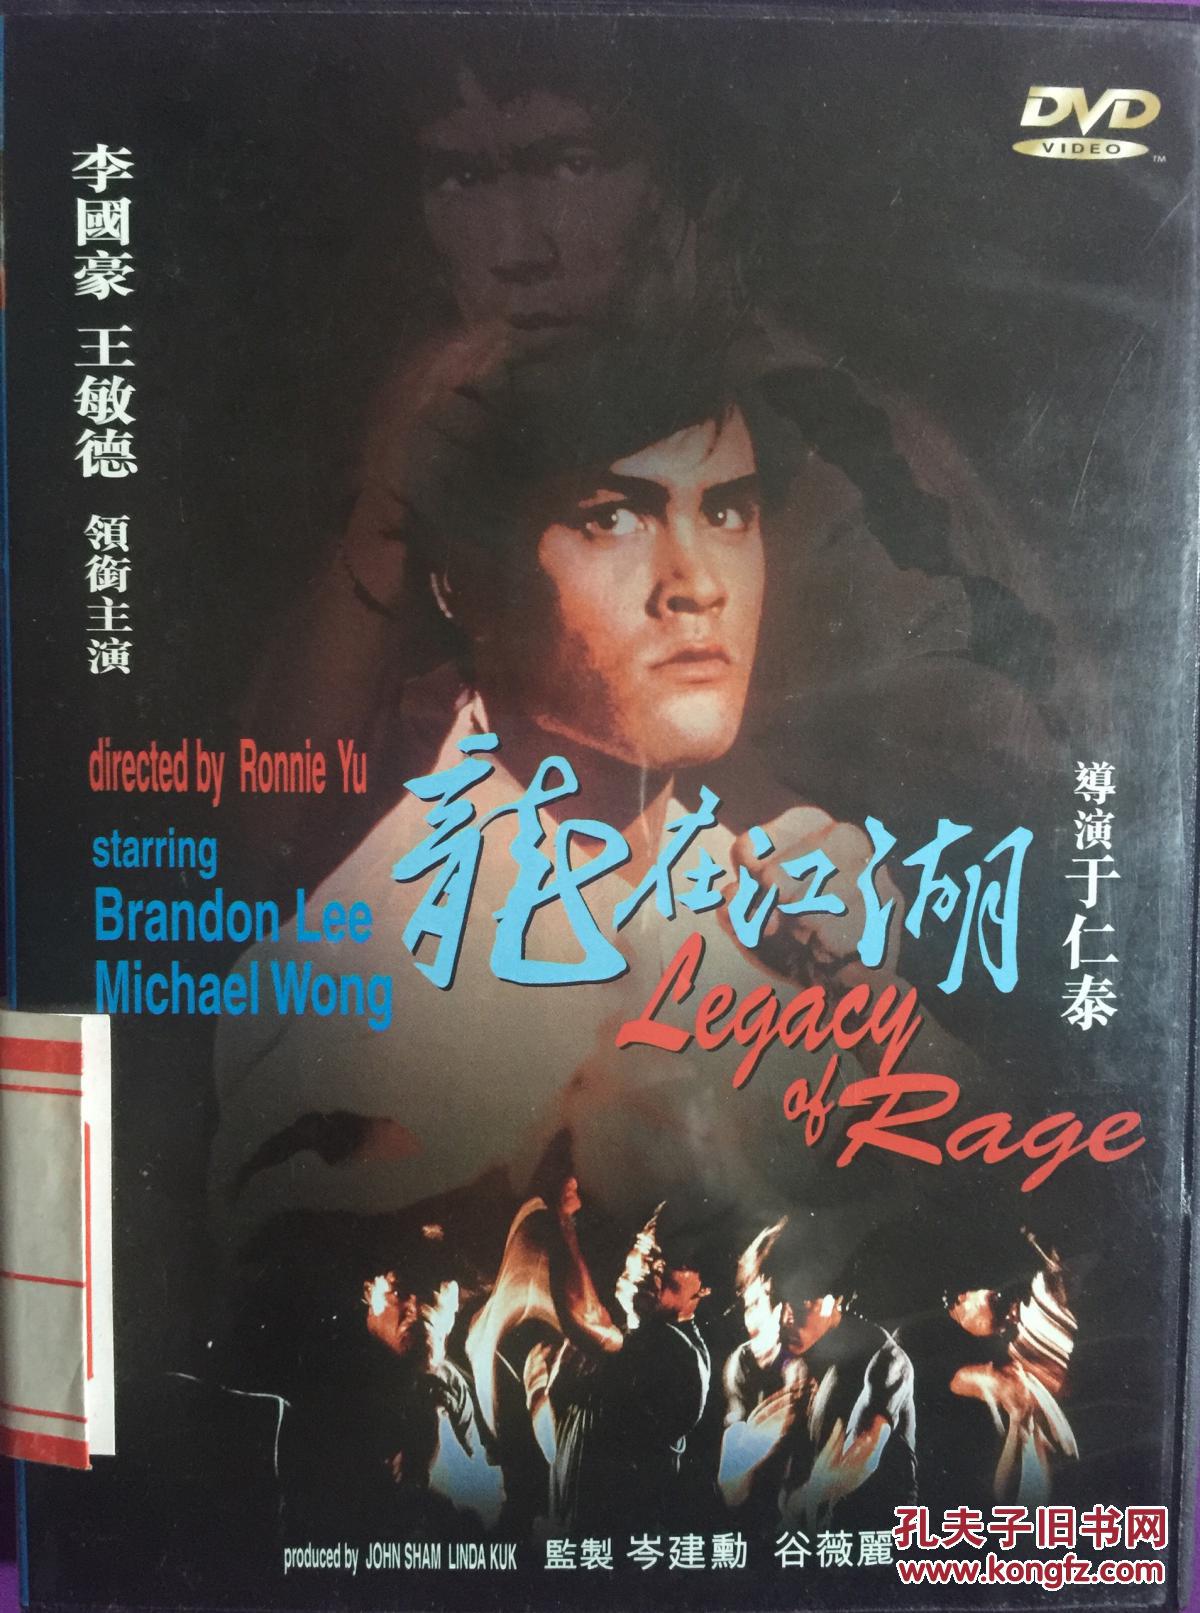 DVD
VIDEO
TM
李國豪 王敏德 領銜主演
directed by Ronnie Yu
starring
Brandon Lee
Michael Wong
龍在江湖
Legacy
of Rage
導演于仁泰
produced by JOHN SHAM LINDA KUK 監製 岑建勳 谷薇麗
孔夫子旧书网
www.kongfz.com